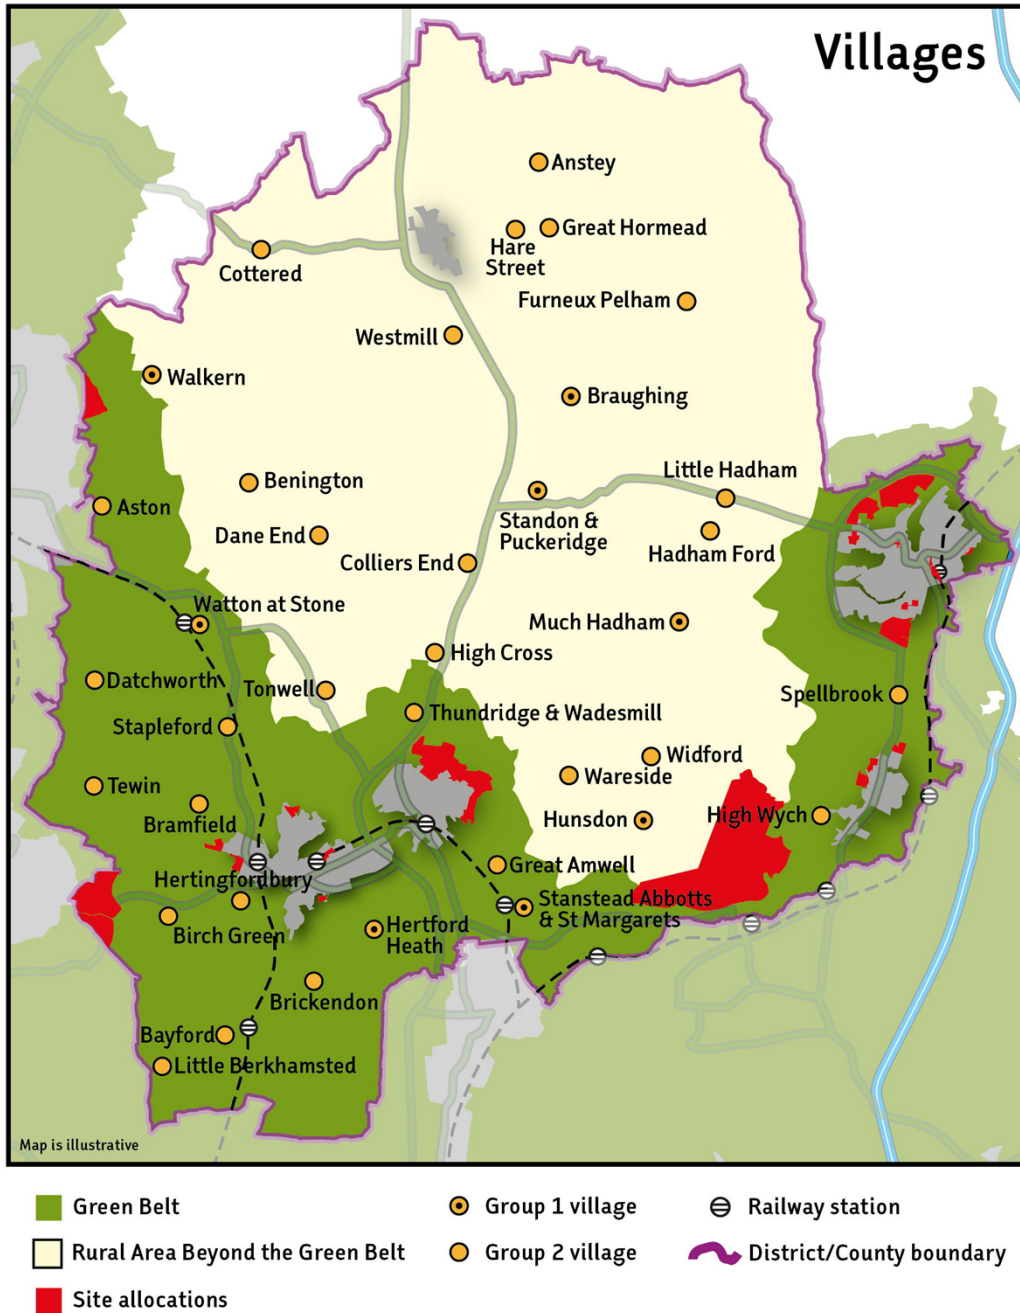 Villages
Anstey
Great Hormead
Hare
Street
Cottered
Furneux Pelham
Westmill
Walkern
Braughing
Little Hadham
Benington
Aston
Standon &
Puckeridge
Dane End
Hadham Ford
Colliers End
Watton at Stone
Much Hadham
High Cross
Datchworth
Tonwell
Spellbrook
Thundridge & Wadesmill
Stapleford
Widford
Wareside
Tewin
Bramfield
Hunsdon
High Wych
Great Amwell
Hertingfordbury
Stanstead Abbotts
& St Margarets
Birch Green
Hertford
Heath
Brickendon
Bayford
Little Berkhamsted
Map is illustrative
Green Belt
Group 1 village
Railway station
Rural Area Beyond the Green Belt
Group 2 village
District/County boundary
Site allocations